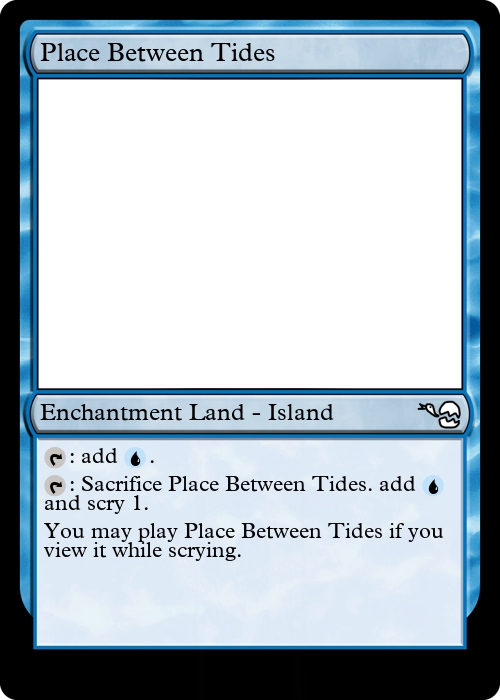 Place Between Tides
Enchantment Land - Island
: add .
: Sacrifice Place Between Tides. add
and scry 1.
You may play Place Between Tides if you
view it while scrying.